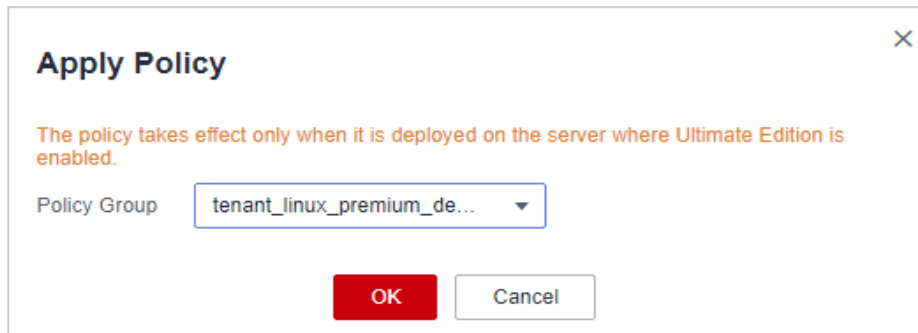 Apply Policy
The policy takes effect only when it is deployed on the server where Ultimate Edition is
enabled.
Policy Group tenant_linux_premium_de...
OK Cancel